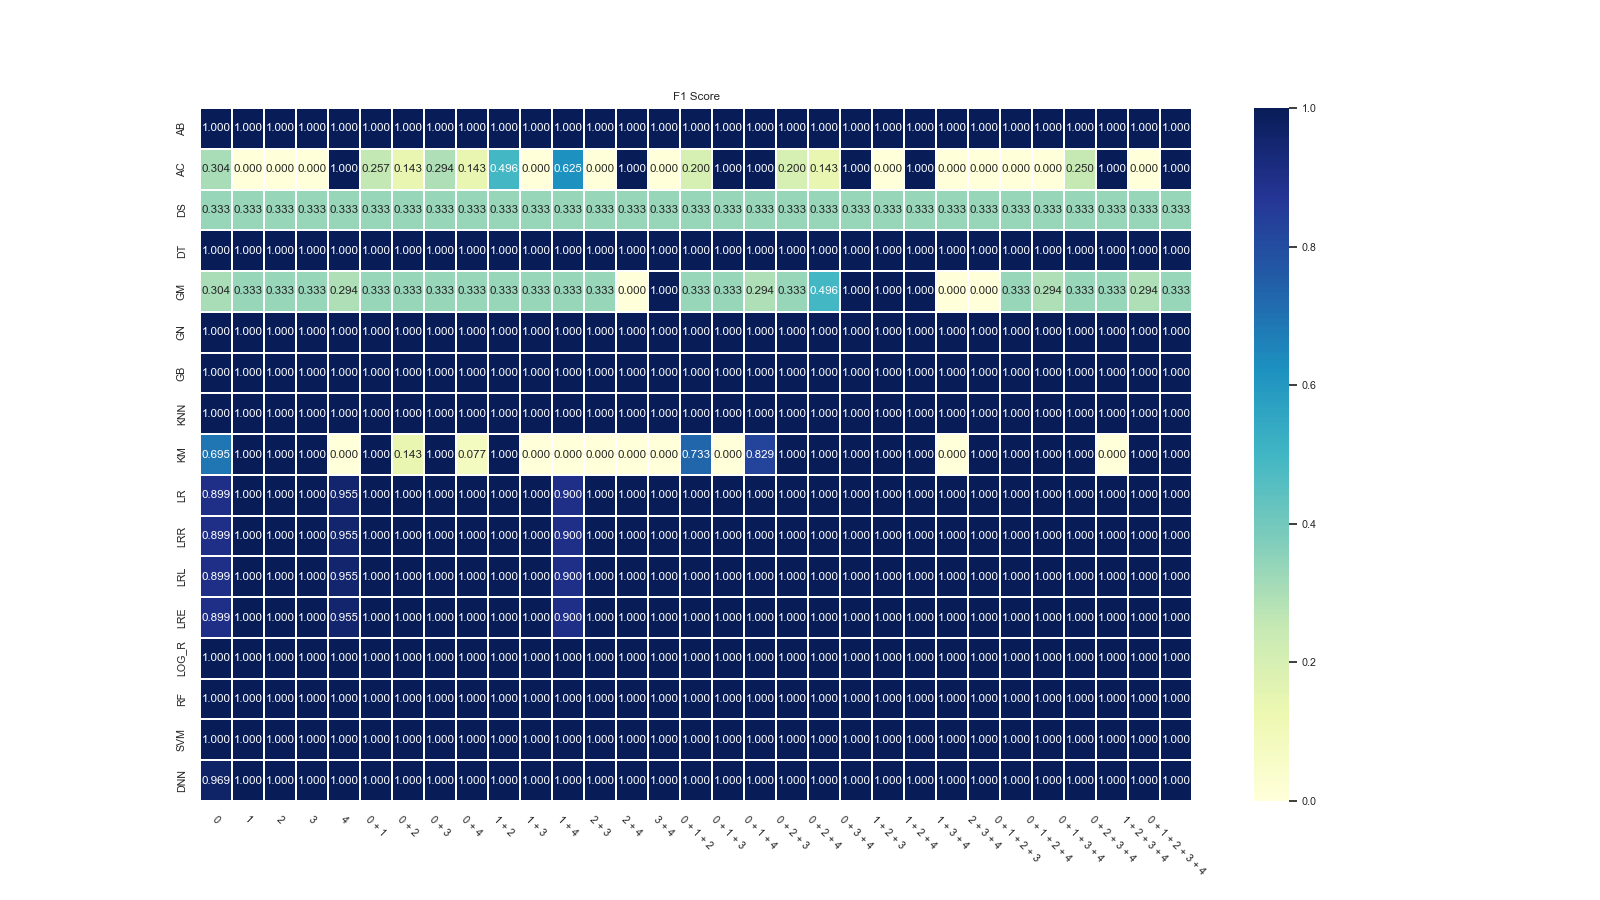 F1 Score
AB 1.000 1.000 1.000 1.000 1.000 1.000 1.000 1.000 1.000 1.000 1.000 1.000 1.000 1.000 1.000 1.000 1.000 1.000 1.000 1.000 1.000 1.000 1.000 1.000 1.000 1.000 1.000 1.000 1.000 1.000 1.000
AC 0.304 0.000 0.000 0.000 1.000 0.257 0.143 0.294 0.143 0.496 0.000 0.625 0.000 1.000 0.000 0.200 1.000 1.000 0.200 0.143 1.000 0.000 1.000 0.000 0.000 0.000 0.000 0.250 1.000 0.000 1.000
DS 0.333 0.333 0.333 0.333 0.333 0.333 0.333 0.333 0.333 0.333 0.333 0.333 0.333 0.333 0.333 0.333 0.333 0.333 0.333 0.333 0.333 0.333 0.333 0.333 0.333 0.333 0.333 0.333 0.333 0.333 0.333
DT 1.000 1.000 1.000 1.000 1.000 1.000 1.000 1.000 1.000 1.000 1.000 1.000 1.000 1.000 1.000 1.000 1.000 1.000 1.000 1.000 1.000 1.000 1.000 1.000 1.000 1.000 1.000 1.000 1.000 1.000 1.000
GM 0.304 0.333 0.333 0.333 0.294 0.333 0.333 0.333 0.333 0.333 0.333 0.333 0.333 0.000 1.000 0.333 0.333 0.294 0.333 0.496 1.000 1.000 1.000 0.000 0.000 0.333 0.294 0.333 0.333 0.294 0.333
GN 1.000 1.000 1.000 1.000 1.000 1.000 1.000 1.000 1.000 1.000 1.000 1.000 1.000 1.000 1.000 1.000 1.000 1.000 1.000 1.000 1.000 1.000 1.000 1.000 1.000 1.000 1.000 1.000 1.000 1.000 1.000
GB 1.000 1.000 1.000 1.000 1.000 1.000 1.000 1.000 1.000 1.000 1.000 1.000 1.000 1.000 1.000 1.000 1.000 1.000 1.000 1.000 1.000 1.000 1.000 1.000 1.000 1.000 1.000 1.000 1.000 1.000 1.000
KNN 1.000 1.000 1.000 1.000 1.000 1.000 1.000 1.000 1.000 1.000 1.000 1.000 1.000 1.000 1.000 1.000 1.000 1.000 1.000 1.000 1.000 1.000 1.000 1.000 1.000 1.000 1.000 1.000 1.000 1.000 1.000
KM 0.695 1.000 1.000 1.000 0.000 1.000 0.143 1.000 0.077 1.000 0.000 0.000 0.000 0.000 0.000 0.733 0.000 0.829 1.000 1.000 1.000 1.000 1.000 0.000 1.000 1.000 1.000 1.000 0.000 1.000 1.000
LR 0.899 1.000 1.000 1.000 0.955 1.000 1.000 1.000 1.000 1.000 1.000 0.900 1.000 1.000 1.000 1.000 1.000 1.000 1.000 1.000 1.000 1.000 1.000 1.000 1.000 1.000 1.000 1.000 1.000 1.000 1.000
LRR 0.899 1.000 1.000 1.000 0.955 1.000 1.000 1.000 1.000 1.000 1.000 0.900 1.000 1.000 1.000 1.000 1.000 1.000 1.000 1.000 1.000 1.000 1.000 1.000 1.000 1.000 1.000 1.000 1.000 1.000 1.000
LRL 0.899 1.000 1.000 1.000 0.955 1.000 1.000 1.000 1.000 1.000 1.000 0.900 1.000 1.000 1.000 1.000 1.000 1.000 1.000 1.000 1.000 1.000 1.000 1.000 1.000 1.000 1.000 1.000 1.000 1.000 1.000
LRE 0.899 1.000 1.000 1.000 0.955 1.000 1.000 1.000 1.000 1.000 1.000 0.900 1.000 1.000 1.000 1.000 1.000 1.000 1.000 1.000 1.000 1.000 1.000 1.000 1.000 1.000 1.000 1.000 1.000 1.000 1.000
LOG_R 1.000 1.000 1.000 1.000 1.000 1.000 1.000 1.000 1.000 1.000 1.000 1.000 1.000 1.000 1.000 1.000 1.000 1.000 1.000 1.000 1.000 1.000 1.000 1.000 1.000 1.000 1.000 1.000 1.000 1.000 1.000
RF 1.000 1.000 1.000 1.000 1.000 1.000 1.000 1.000 1.000 1.000 1.000 1.000 1.000 1.000 1.000 1.000 1.000 1.000 1.000 1.000 1.000 1.000 1.000 1.000 1.000 1.000 1.000 1.000 1.000 1.000 1.000
SVM 1.000 1.000 1.000 1.000 1.000 1.000 1.000 1.000 1.000 1.000 1.000 1.000 1.000 1.000 1.000 1.000 1.000 1.000 1.000 1.000 1.000 1.000 1.000 1.000 1.000 1.000 1.000 1.000 1.000 1.000 1.000
DNN 0.969 1.000 1.000 1.000 1.000 1.000 1.000 1.000 1.000 1.000 1.000 1.000 1.000 1.000 1.000 1.000 1.000 1.000 1.000 1.000 1.000 1.000 1.000 1.000 1.000 1.000 1.000 1.000 1.000 1.000 1.000
0
1
2
3
4
0 + 1
0 + 2
0 + 3
0 + 4
1 + 2
1 + 3
1 + 4
2 + 3
2 + 4
3 + 4
0 + 1 + 2
0 + 1 + 3
0 + 1 + 4
0 + 2 + 3
0 + 2 + 4
0 + 3 + 4
1 + 2 + 3
1 + 2 + 4
1 + 3 + 4
2 + 3 + 4
0 + 1 + 2 + 3
0 + 1 + 2 + 4
0 + 1 + 3 + 4
0 + 2 + 3 + 4
1 + 2 + 3 + 4
0 + 1 + 2 + 3 + 4
1.0
0.8
0.6
0.4
0.2
0.0